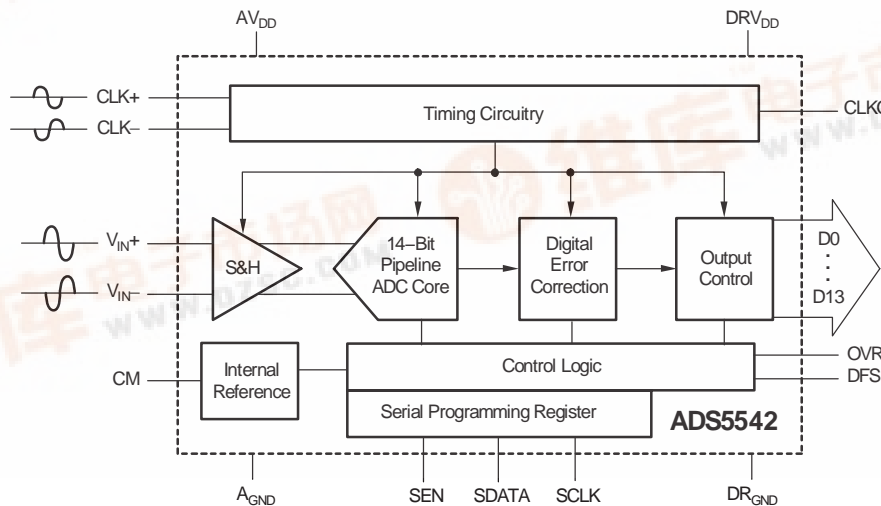 AVDD
DRVDD
CLK+
CLK–
Timing Circuitry
VIN+
VIN–
S&H
14–Bit
Pipeline
ADC Core
Digital
Error
Correction
Output
Control
D0
D13
OVR
DFS
CM
Internal
Reference
Control Logic
Serial Programming Register
ADS5542
AGND
SEN
SDATA
SCLK
DRGND